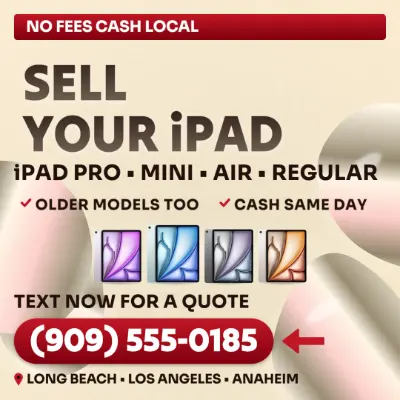 NO FEES CASH LOCAL
SELL
YOUR iPAD
iPAD PRO ▪ MINI ▪ AIR ▪ REGULAR
✓ OLDER MODELS TOO ✓ CASH SAME DAY
TEXT NOW FOR A QUOTE
(909) 555-0185
LONG BEACH ▪ LOS ANGELES ▪ ANAHEIM